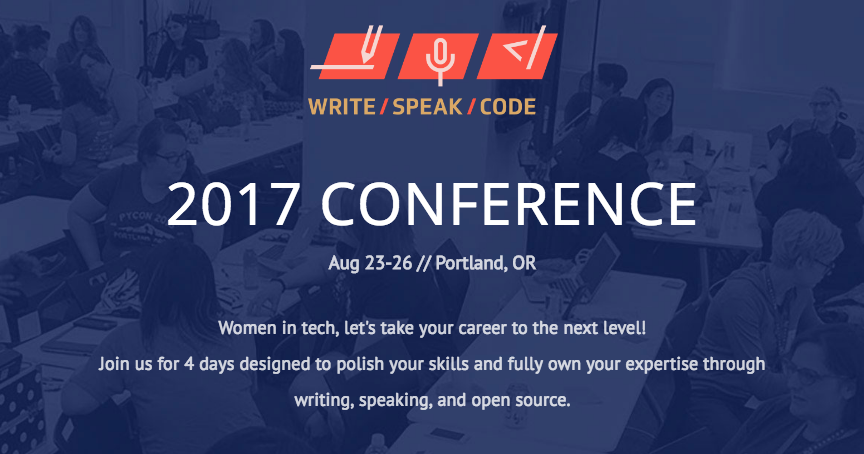 WRITE / SPEAK / CODE
2017 CONFERENCE
Aug 23-26 // Portland, OR
Women in tech, let's take your career to the next level!
Join us for 4 days designed to polish your skills and fully own your expertise through
writing, speaking, and open source.
PYCON 20